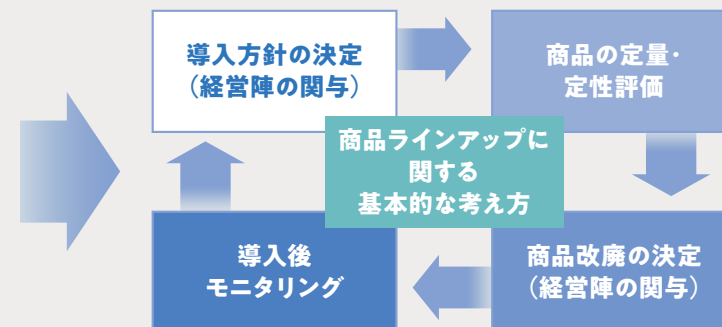 導入方針の決定
（経営陣の関与）
商品の定量・
定性評価
商品ラインアップに
関する
基本的な考え方
導入後
モニタリング
商品改廃の決定
（経営陣の関与）